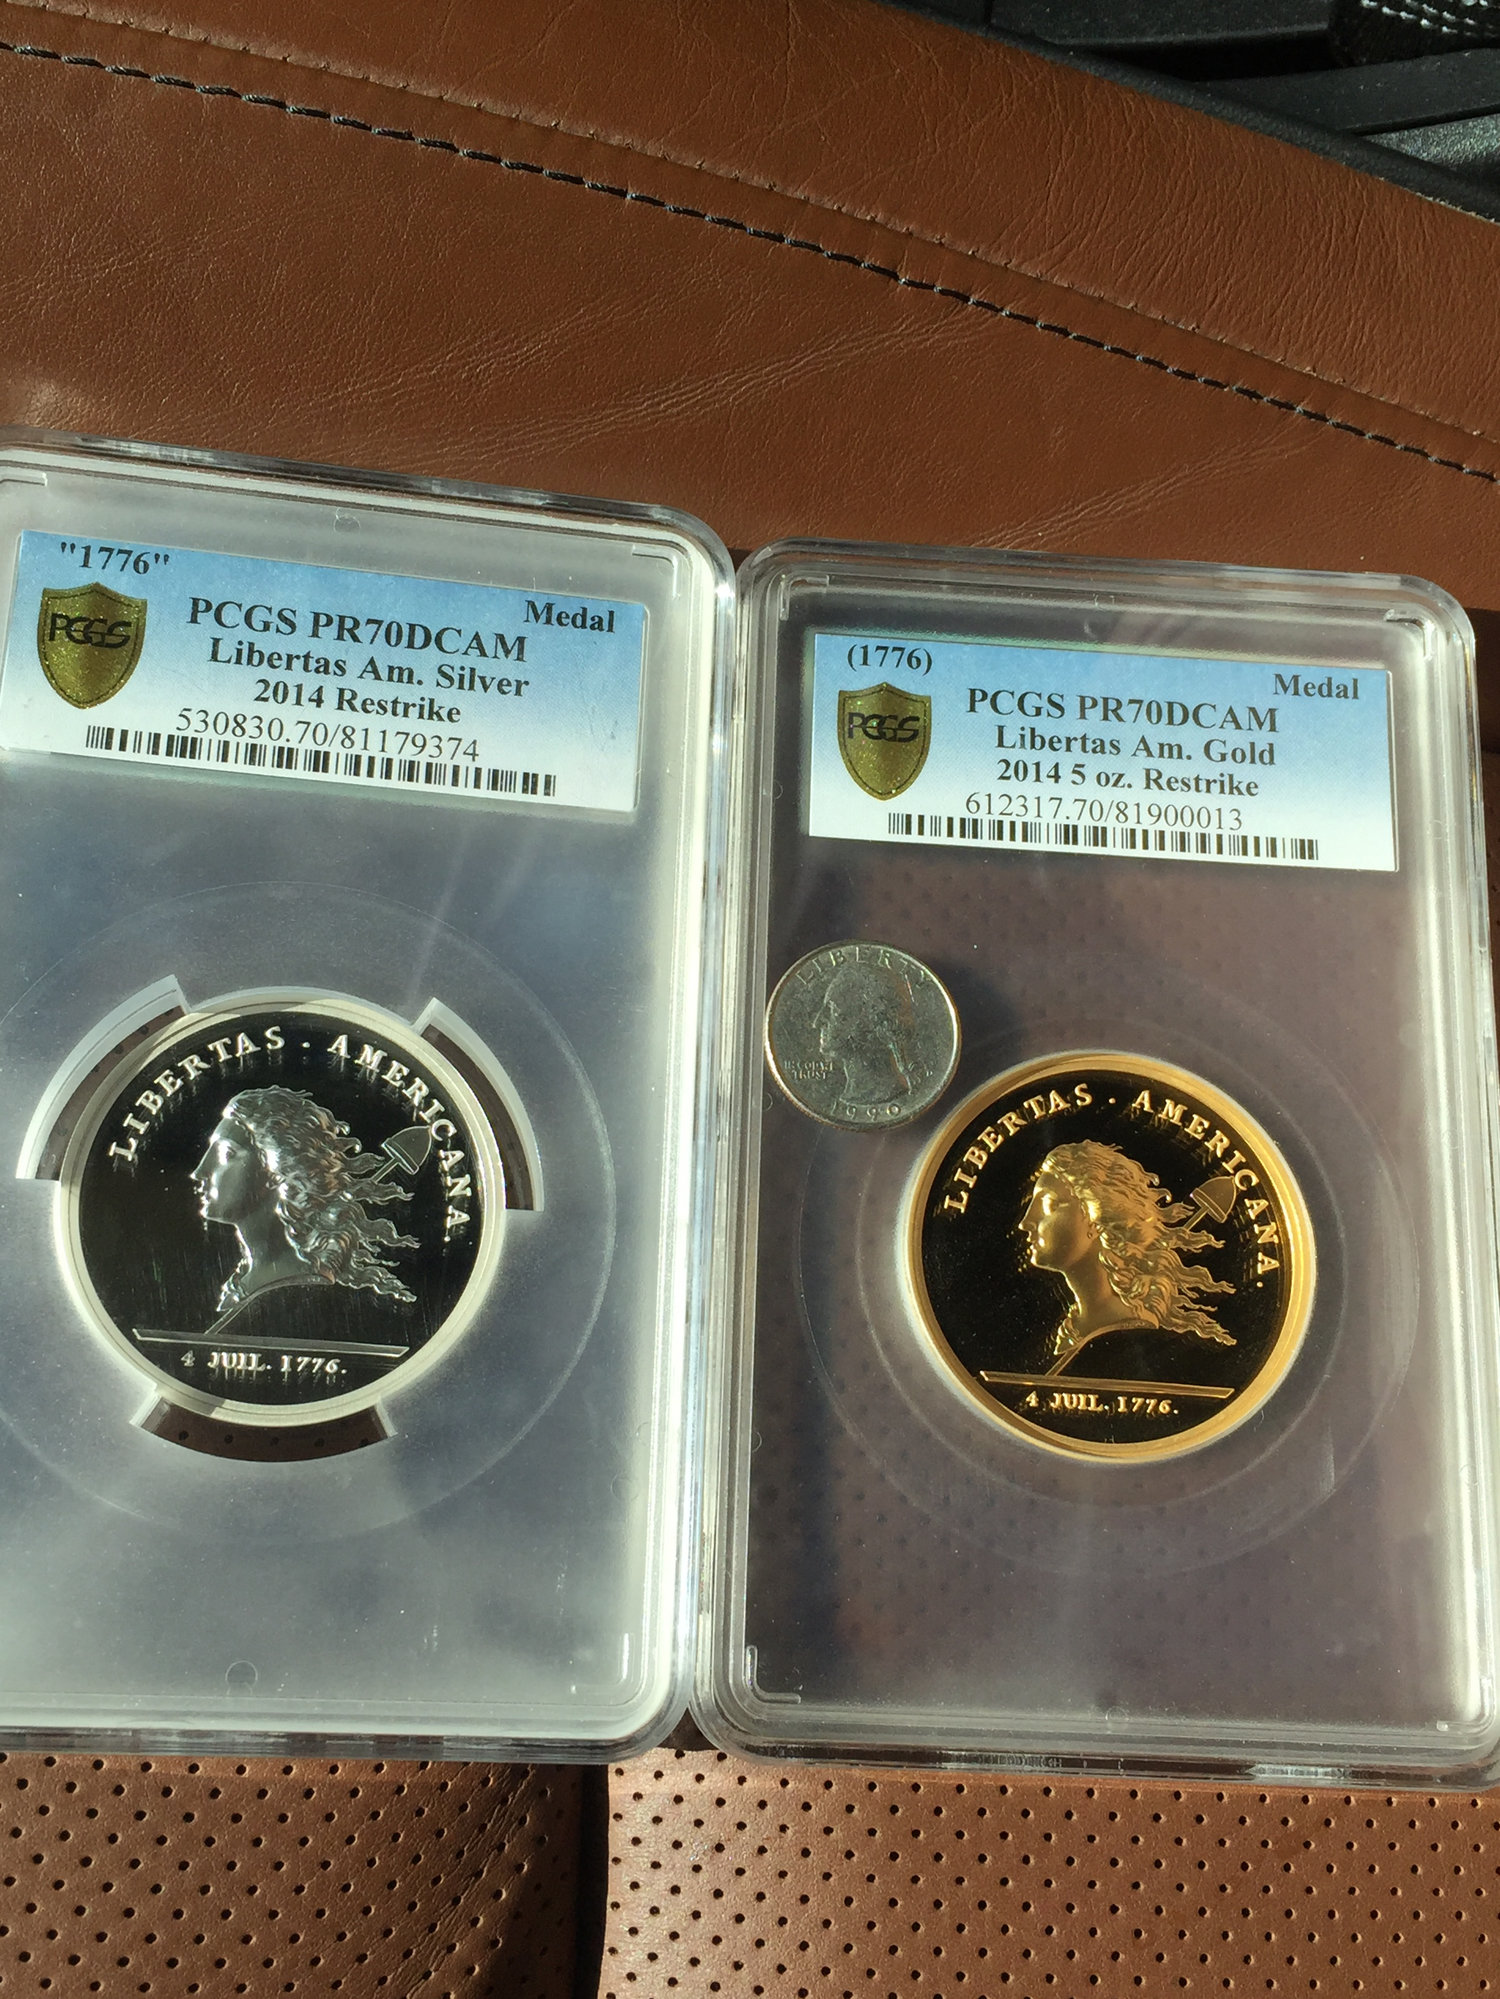 "1776"
Medal
PCGS
PCGS PR70DCAM
Libertas Am. Silver
2014 Restrike
530830.70/81179374
LIBERTAS · AMERICANA.
4 JUIL. 1776.
(1776)
Medal
PCGS
PCGS PR70DCAM
Libertas Am. Gold
2014 5 oz. Restrike
612317.70/81900013
LIBERTY
IN GOD WE
TRUST
1990
LIBERTAS · AMERICANA.
4 JUIL. 1776.